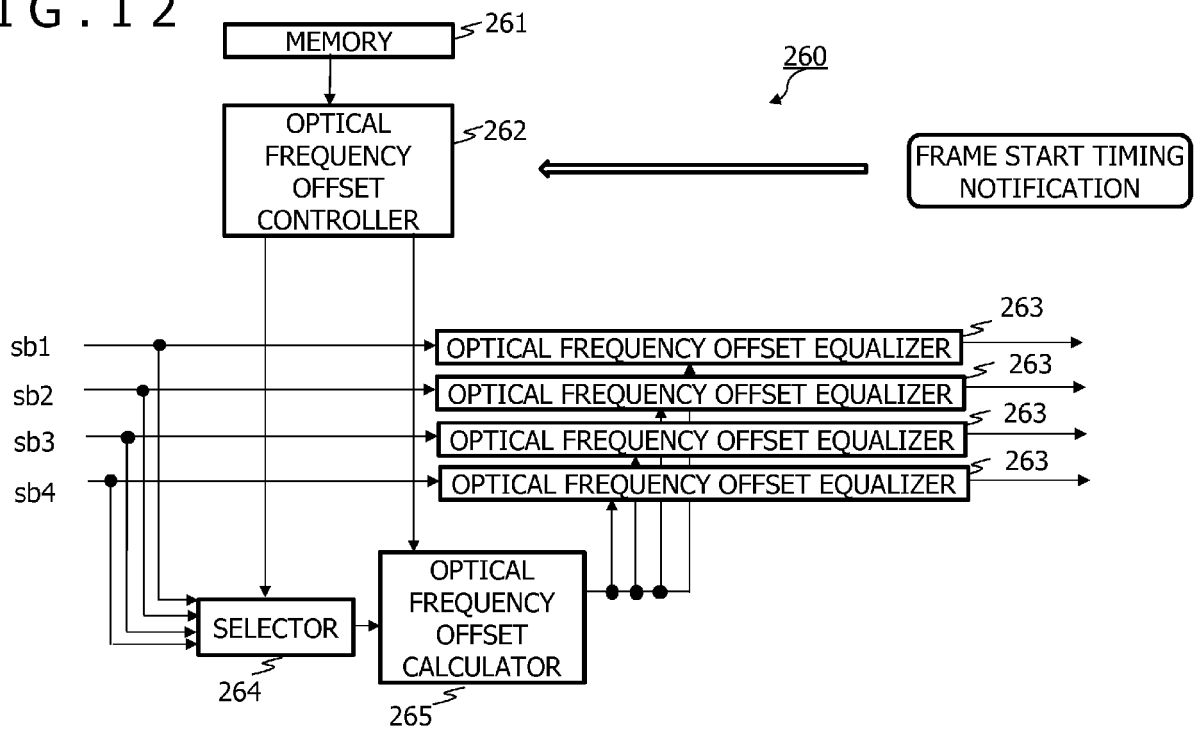 FIG.12
MEMORY
261
260
OPTICAL
FREQUENCY
OFFSET
CONTROLLER
262
FRAME START TIMING
NOTIFICATION
sb1
OPTICAL FREQUENCY OFFSET EQUALIZER
263
sb2
OPTICAL FREQUENCY OFFSET EQUALIZER
263
sb3
OPTICAL FREQUENCY OFFSET EQUALIZER
263
sb4
OPTICAL FREQUENCY OFFSET EQUALIZER
263
SELECTOR
264
OPTICAL
FREQUENCY
OFFSET
CALCULATOR
265